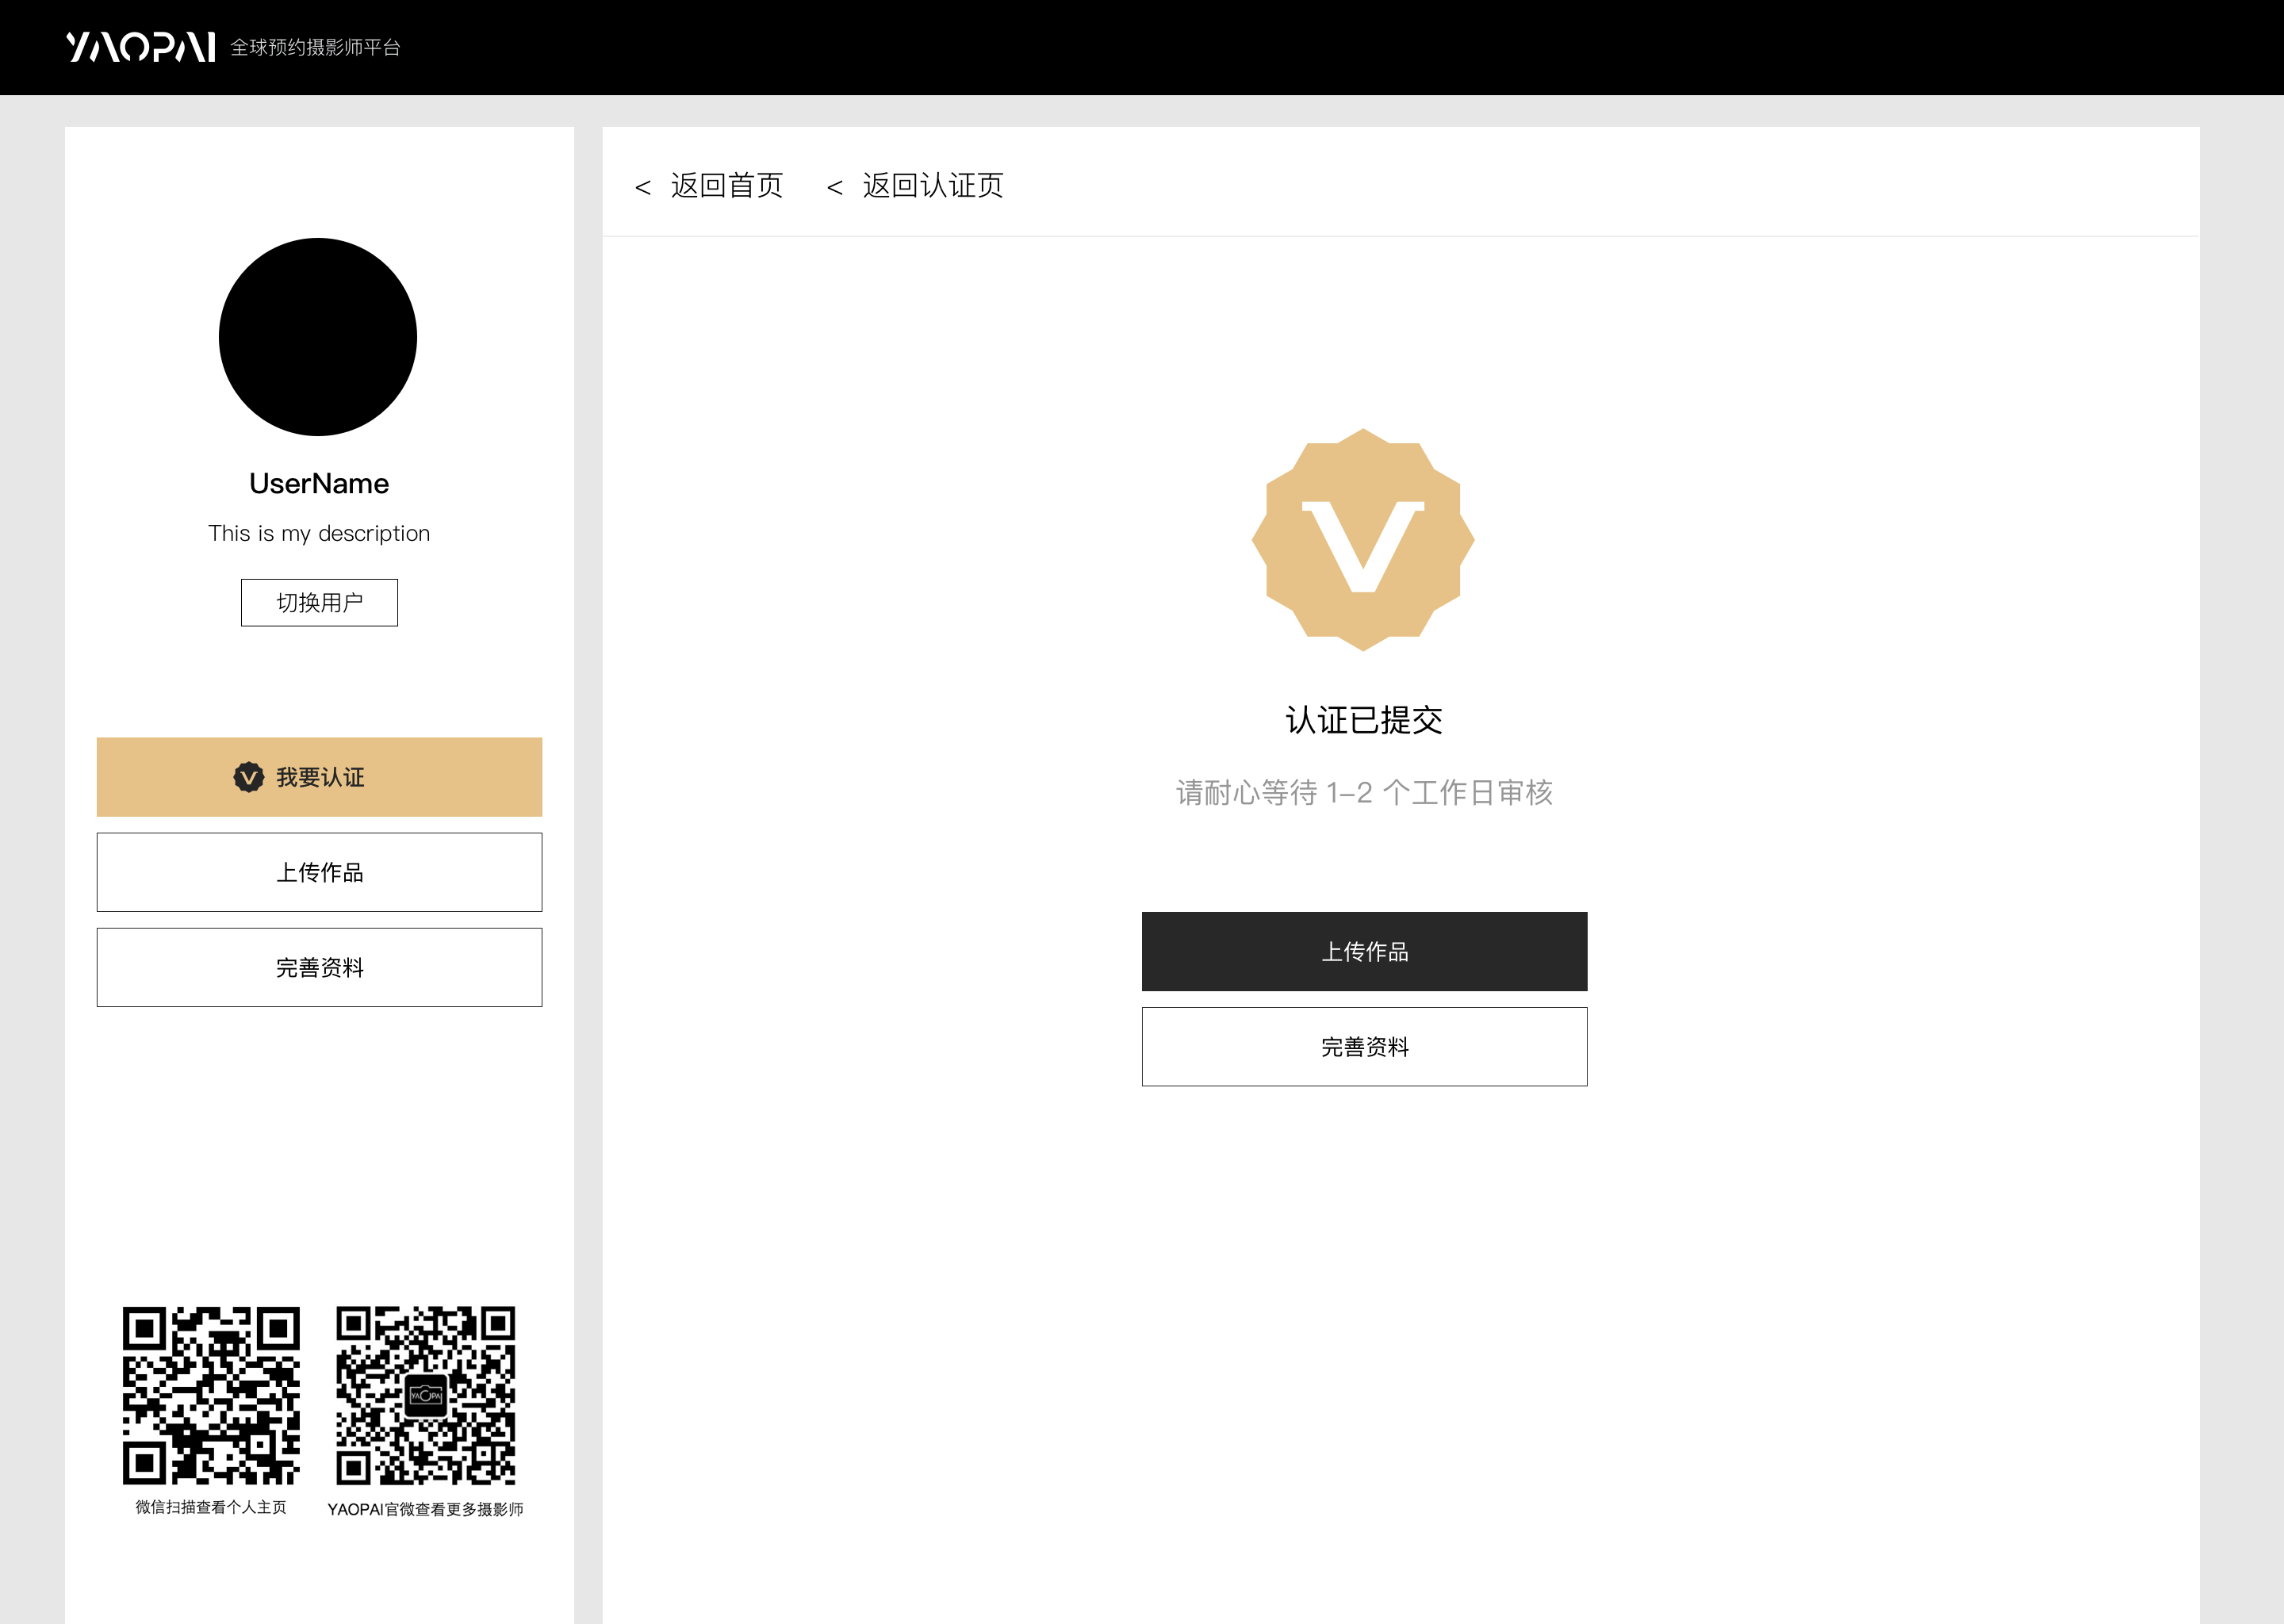 YAOPAI 全球预约摄影师平台
< 返回首页 < 返回认证页
UserName
This is my description
切换用户
V 我要认证
上传作品
完善资料
V
认证已提交
请耐心等待 1-2 个工作日审核
上传作品
完善资料
YAOPAI
微信扫描查看个人主页
YAOPAI官微查看更多摄影师